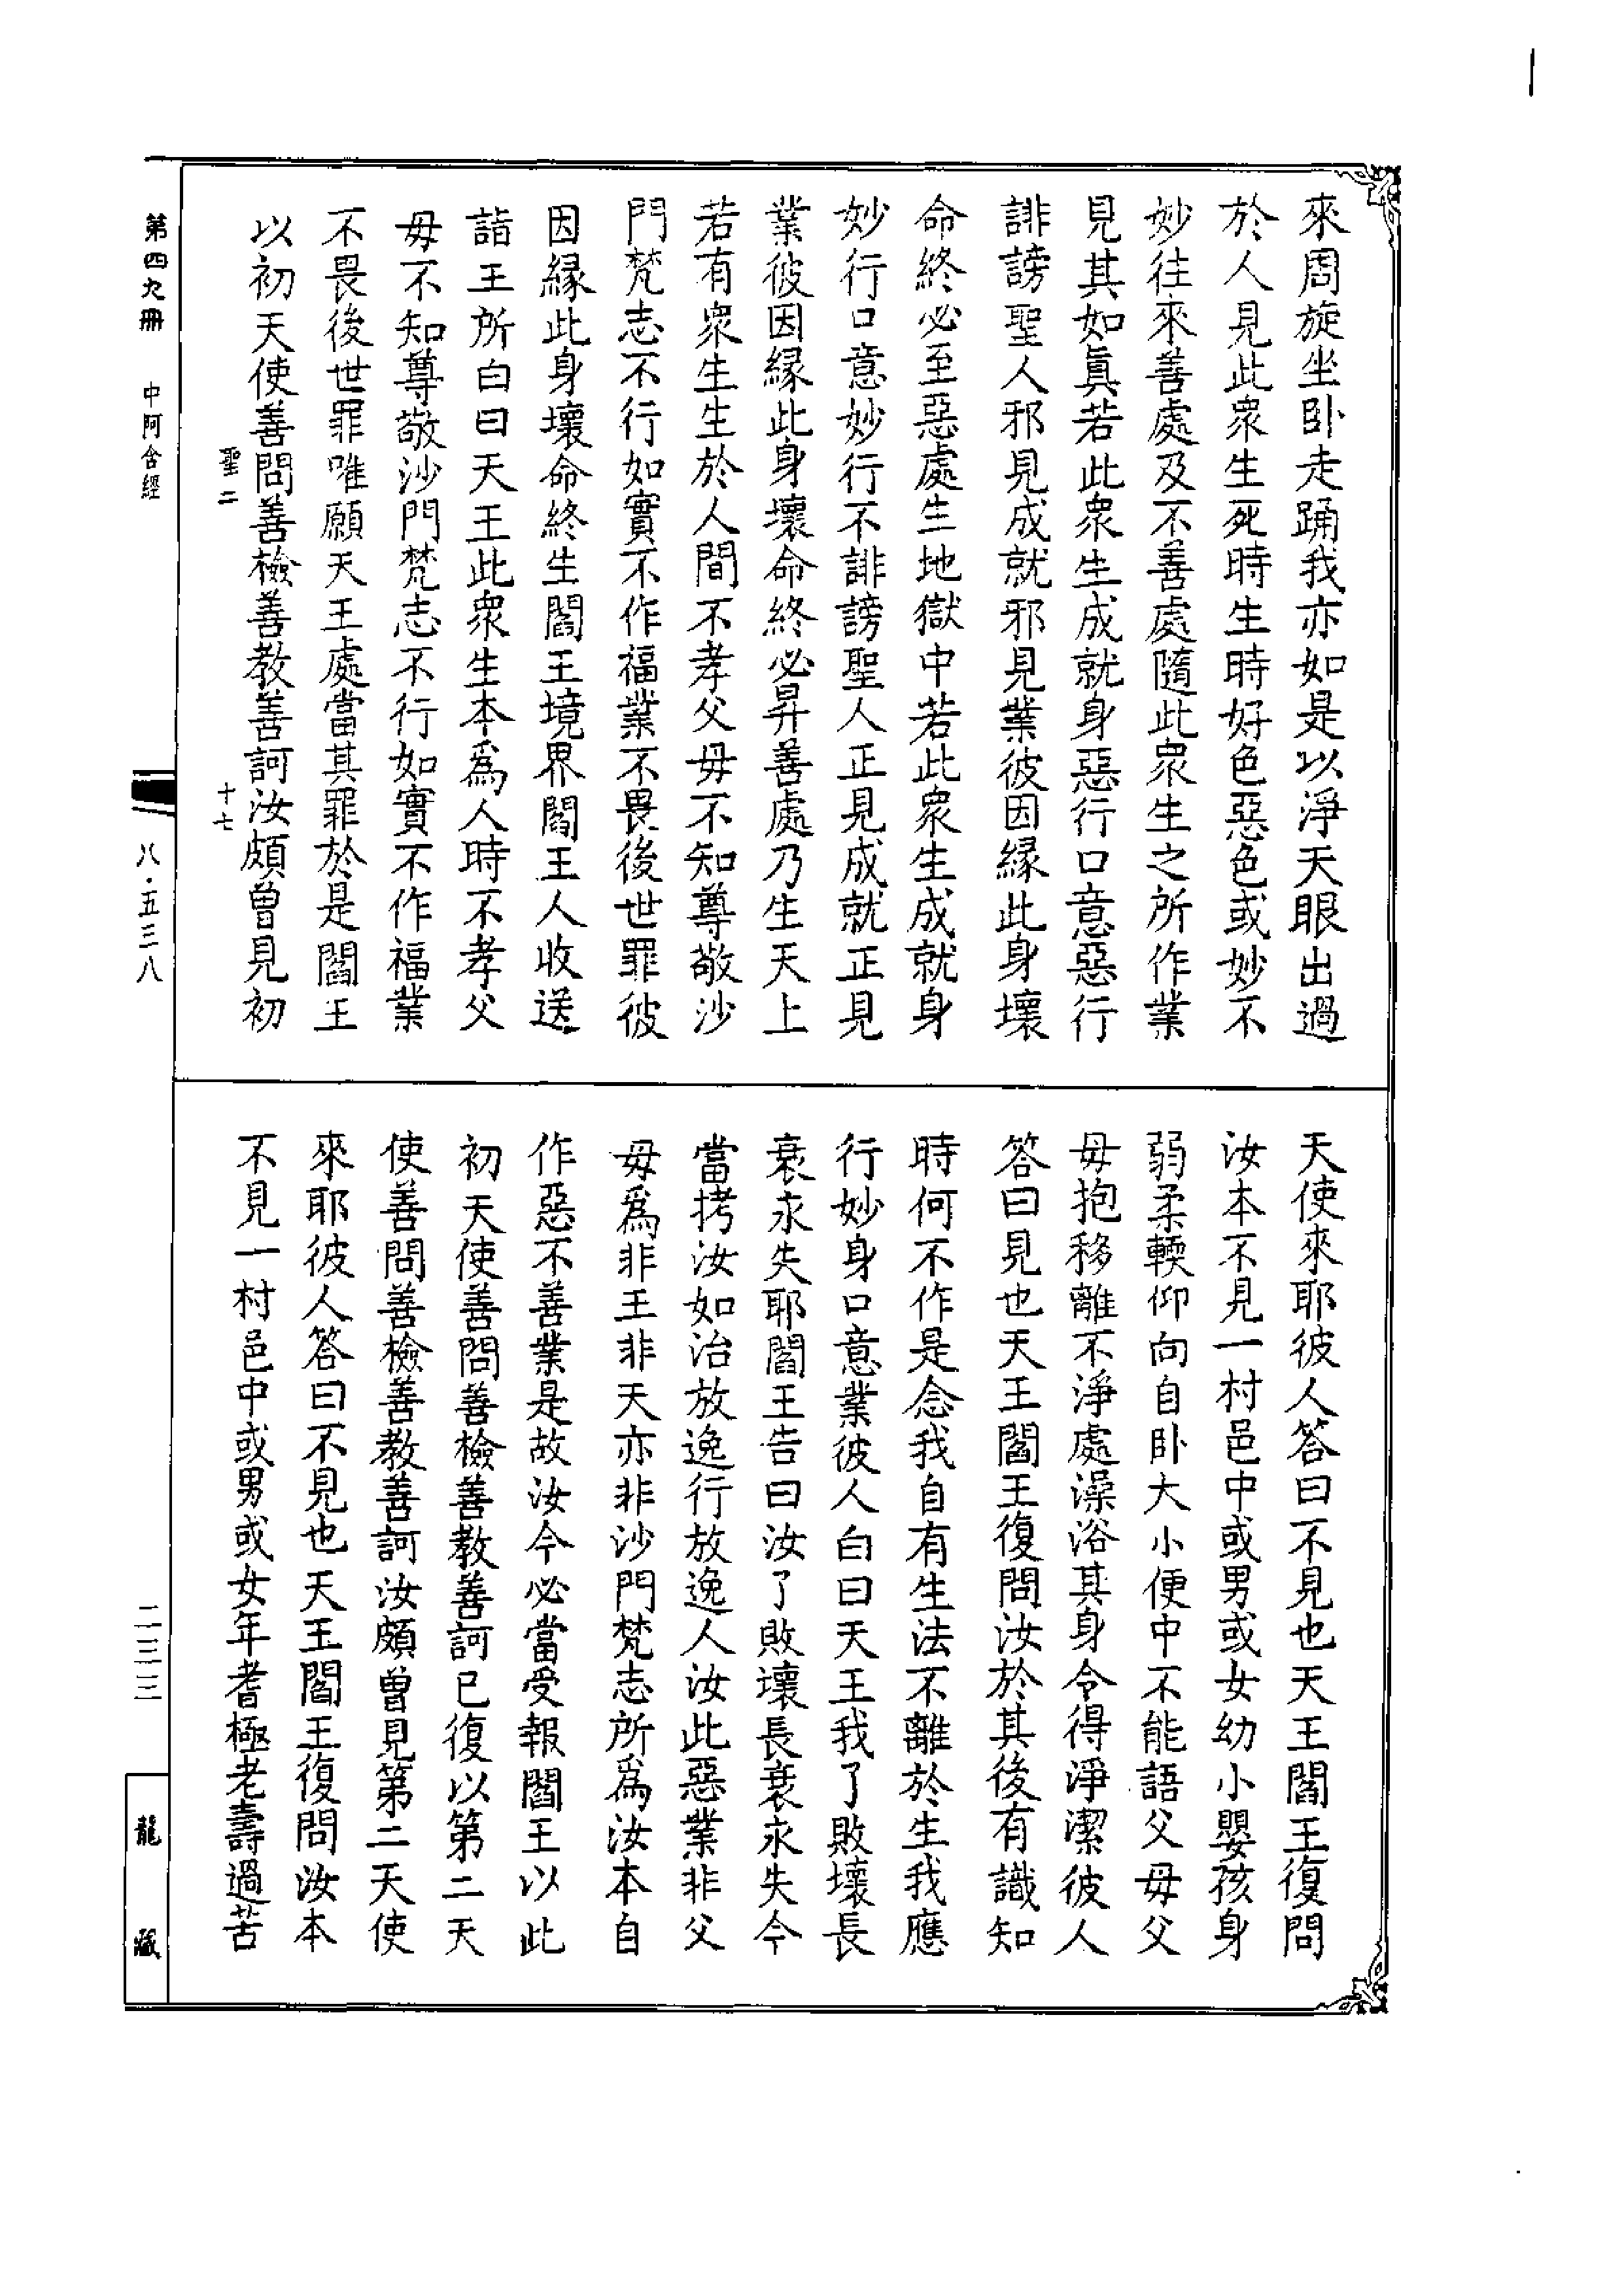 來周旋坐卧走踊我亦如是以淨天眼出過
於人見此衆生死時生時好色惡色或妙不
妙往來善處及不善處隨此衆生之所作業
見其如眞若此衆生成就身惡行口意惡行
誹謗聖人邪見成就邪見業彼因緣此身壞
命終必至惡處生地獄中若此衆生成就身
妙行口意妙行不誹謗聖人正見成就正見
業彼因緣此身壞命終必昇善處乃生天上
若有衆生生於人間不孝父毋不知尊敬沙
門梵志不行如實不作福業不畏後世罪彼
因緣此身壞命終生閻王境界閻王人收送
詣王所白曰天王此衆生本爲人時不孝父
毋不知尊敬沙門梵志不行如實不作福業
不畏後世罪唯願天王處當其罪於是閻王
以初天使善問善檢善教善訶汝頗曾見初
聖二
十七
天使來耶彼人答曰不見也天王閻王復問
汝本不見一村邑中或男或女幼小嬰孩身
弱柔輭仰向自卧大小便中不能語父毋父
毋抱移離不淨處澡浴其身令得淨潔彼人
答曰見也天王閻王復問汝於其後有識知
時何不作是念我自有生法不離於生我應
行妙身口意業彼人白曰天王我了敗壞長
衰永失耶閻王告曰汝了敗壞長衰永失今
當拷汝如治放逸行放逸人汝此惡業非父
毋爲非王非天亦非沙門梵志所爲汝本自
作惡不善業是故汝今必當受報閻王以此
初天使善問善檢善教善訶已復以第二天
使善問善檢善教善訶汝頗曾見第二天使
來耶彼人答曰不見也天王閻王復問汝本
不見一村邑中或男或女年耆極老壽過苦
第四九冊
中阿含經
八·五三八
二三三
龍藏